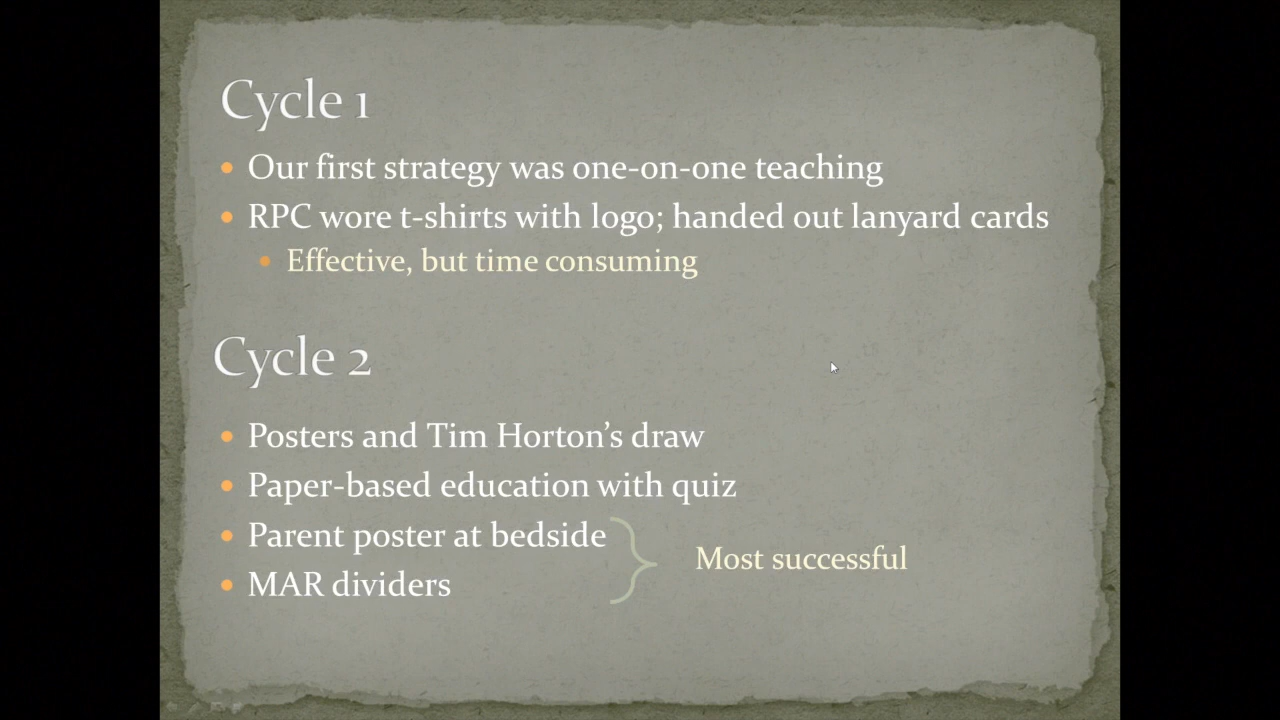 Cycle 1
Our first strategy was one-on-one teaching
RPC wore t-shirts with logo; handed out lanyard cards
Effective, but time consuming
Cycle 2
Posters and Tim Horton’s draw
Paper-based education with quiz
Parent poster at bedside
MAR dividers
Most successful